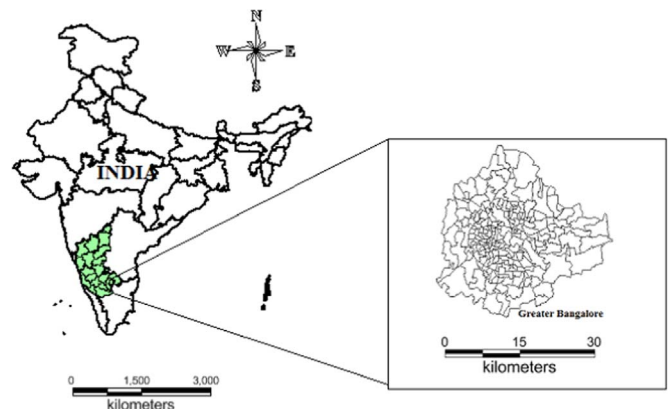 N
W E
S
INDIA
Greater Bangalore
0 15 30
kilometers
0 1,500 3,000
kilometers